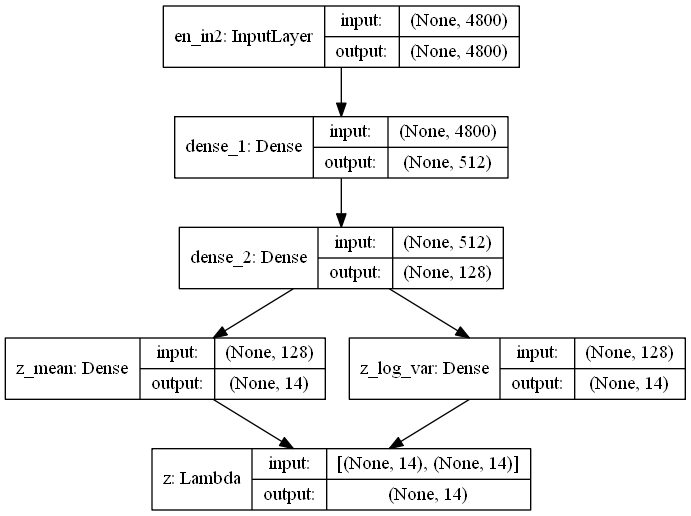 en_in2: InputLayer
input:
(None, 4800)
output:
(None, 4800)
dense_1: Dense
input:
(None, 4800)
output:
(None, 512)
dense_2: Dense
input:
(None, 512)
output:
(None, 128)
z_mean: Dense
input:
(None, 128)
output:
(None, 14)
z_log_var: Dense
input:
(None, 128)
output:
(None, 14)
z: Lambda
input:
[(None, 14), (None, 14)]
output:
(None, 14)